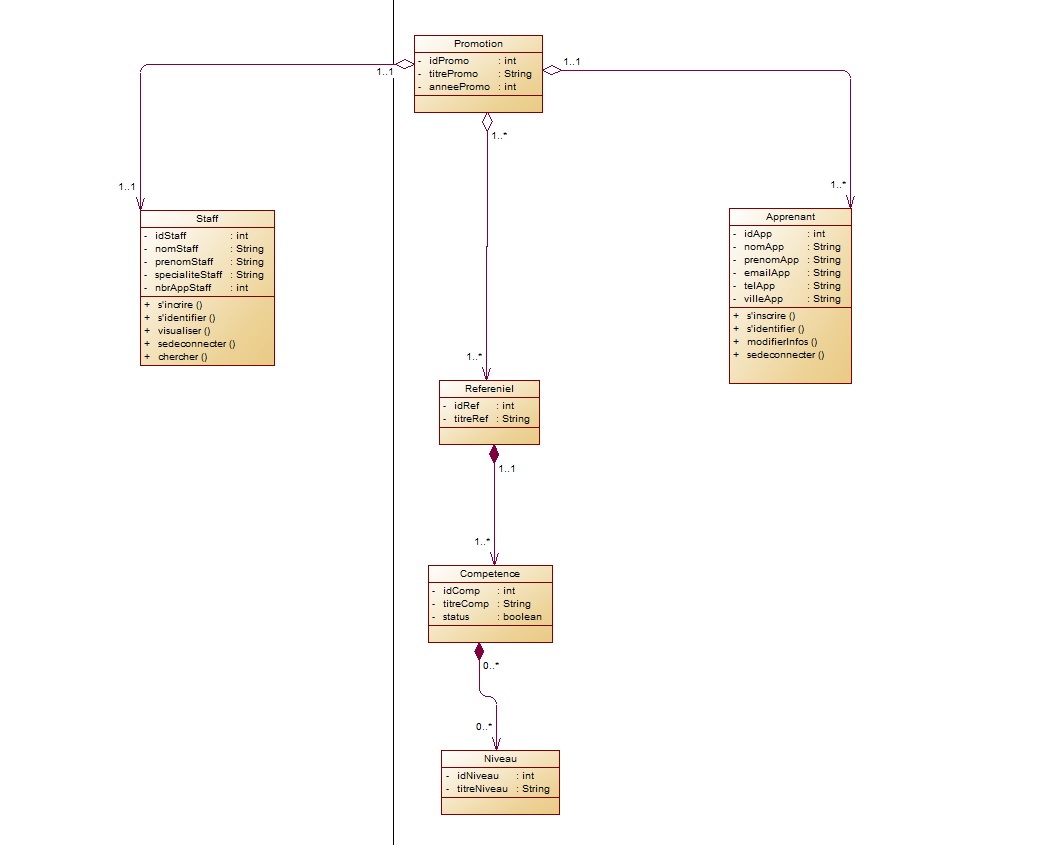 Promotion
- idPromo : int
- titrePromo : String
- anneePromo : int
1..1
1..1
1..*
1..1
1..*
Staff
- idStaff : int
- nomStaff : String
- prenomStaff : String
- specialiteStaff : String
- nbrAppStaff : int
+ s'incrire ()
+ s'identifier ()
+ visualiser ()
+ sedeconnecter ()
+ chercher ()
Apprenant
- idApp : int
- nomApp : String
- prenomApp : String
- emailApp : String
- telApp : String
- villeApp : String
+ s'inscrire ()
+ s'identifier ()
+ modifierInfos ()
+ sedeconnecter ()
1..*
Refereniel
- idRef : int
- titreRef : String
1..1
1..*
Competence
- idComp : int
- titreComp : String
- status : boolean
0..*
0..*
Niveau
- idNiveau : int
- titreNiveau : String